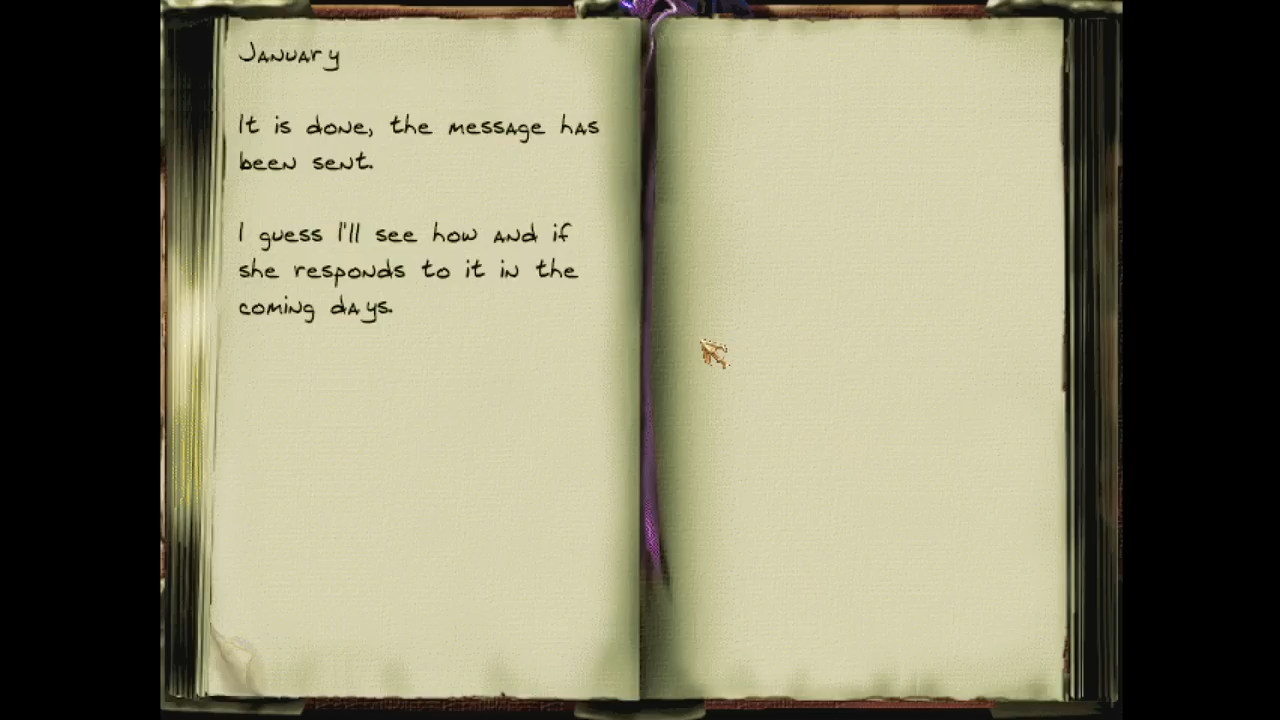 January
It is done, the message has
been sent.
I guess I'll see how and if
she responds to it in the
coming days.